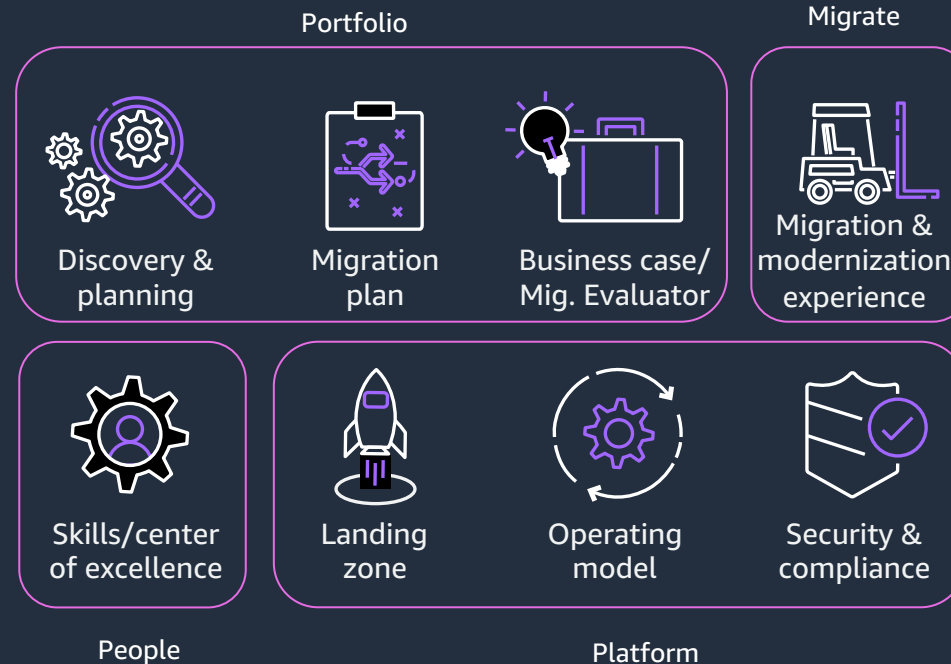 Portfolio
Migrate
Discovery &
planning
Migration
plan
Business case/
Mig. Evaluator
Migration &
modernization
experience
Skills/center
of excellence
Landing
zone
Operating
model
Security &
compliance
People
Platform